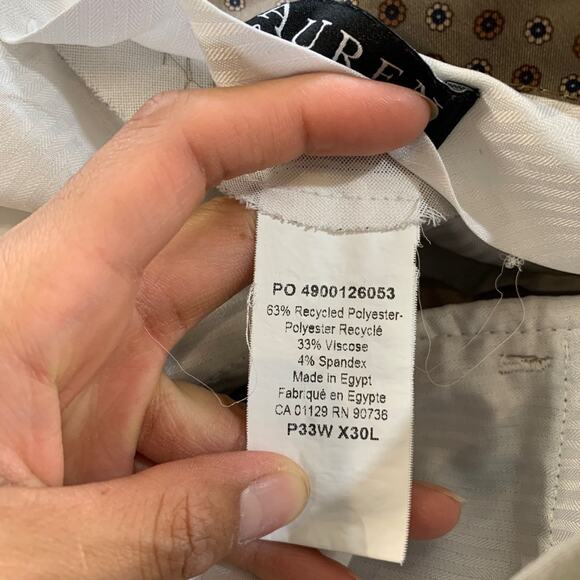 LAUREN
PO 4900126053
63% Recycled Polyester-
Polyester Recyclé
33% Viscose
4% Spandex
Made in Egypt
Fabriqué en Egypte
CA 01129 RN 90736
P33W X30L